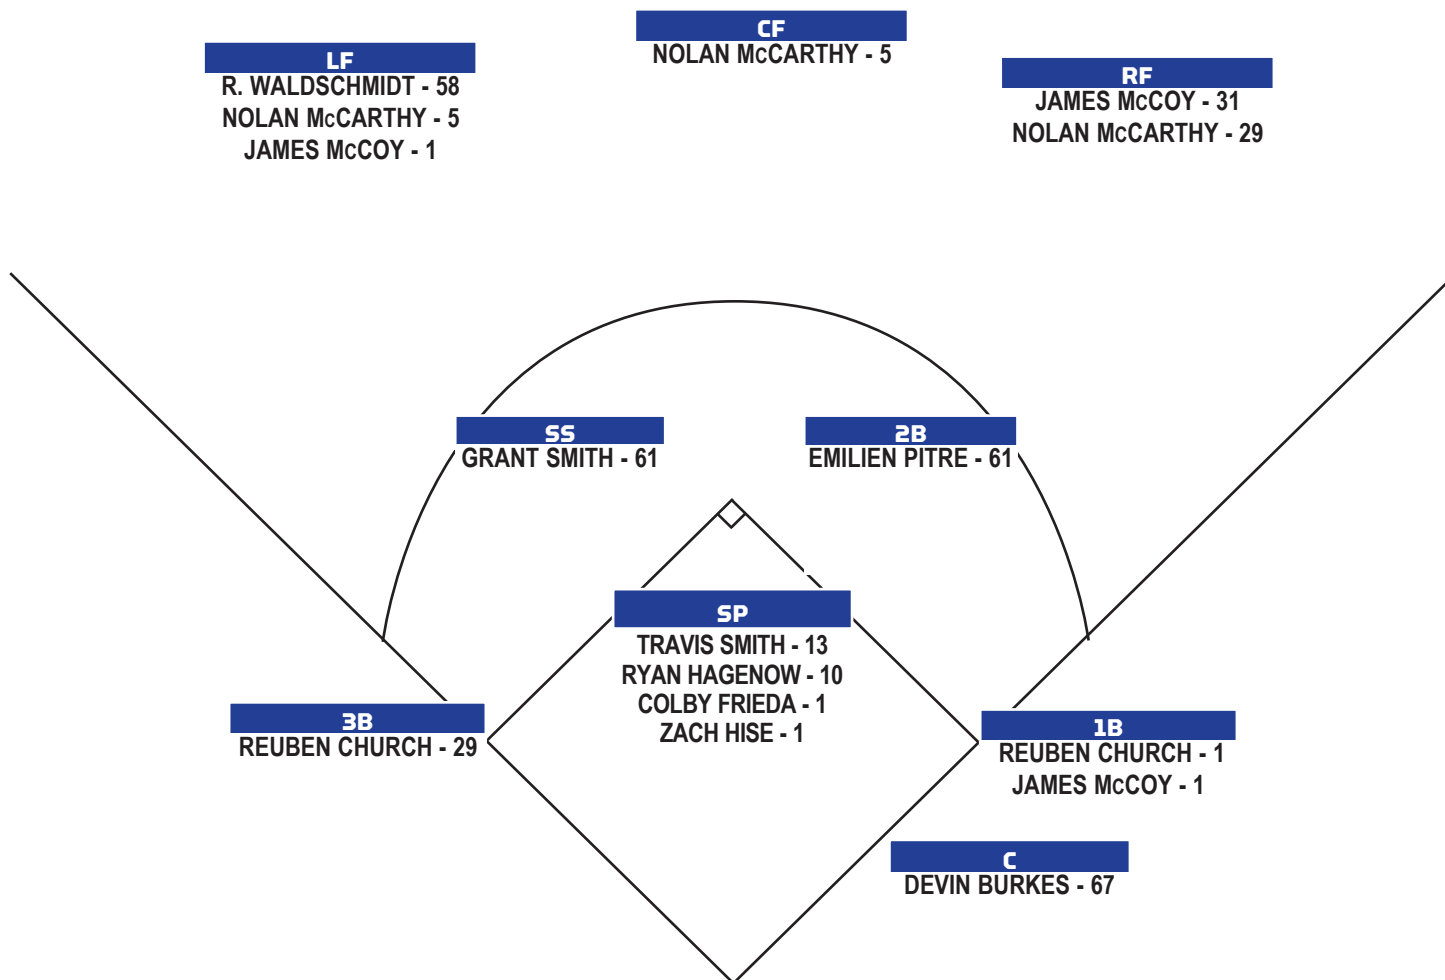 CF
NOLAN McCARTHY - 5
LF
R. WALDSCHMIDT - 58
NOLAN McCARTHY - 5
JAMES McCOY - 1
RF
JAMES McCOY - 31
NOLAN McCARTHY - 29
SS
GRANT SMITH - 61
2B
EMILIEN PITRE - 61
SP
TRAVIS SMITH - 13
RYAN HAGENOW - 10
COLBY FRIEDA - 1
ZACH HISE - 1
3B
REUBEN CHURCH - 29
1B
REUBEN CHURCH - 1
JAMES McCOY - 1
C
DEVIN BURKES - 67